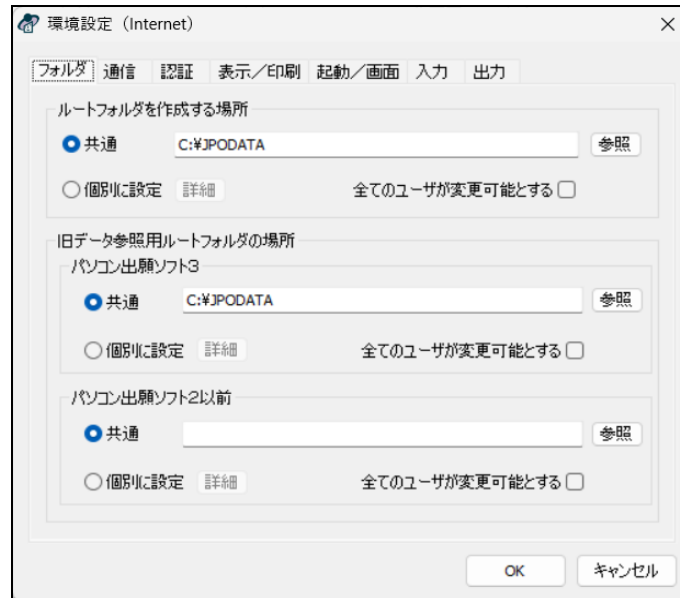 環境設定（Internet）
フォルダ 通信 認証 表示／印刷 起動／画面 入力 出力
ルートフォルダを作成する場所
共通 C:¥JPODATA 参照
個別に設定 詳細 全てのユーザが変更可能とする
旧データ参照用ルートフォルダの場所
パソコン出願ソフト3
共通 C:¥JPODATA 参照
個別に設定 詳細 全てのユーザが変更可能とする
パソコン出願ソフト2以前
共通 参照
個別に設定 詳細 全てのユーザが変更可能とする
OK キャンセル